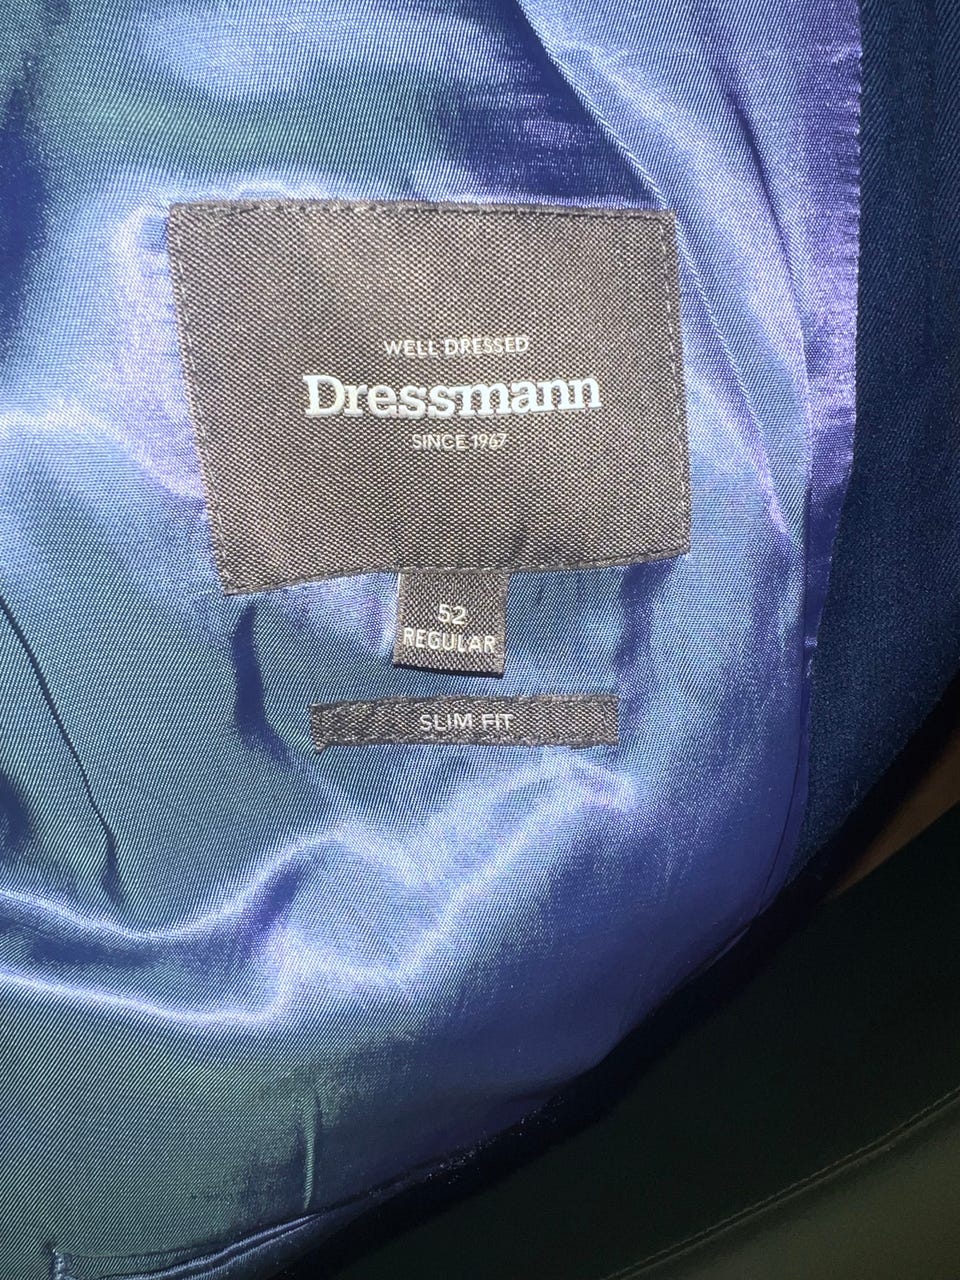 WELL DRESSED
Dressmann
SINCE 1967
52
REGULAR
SLIM FIT